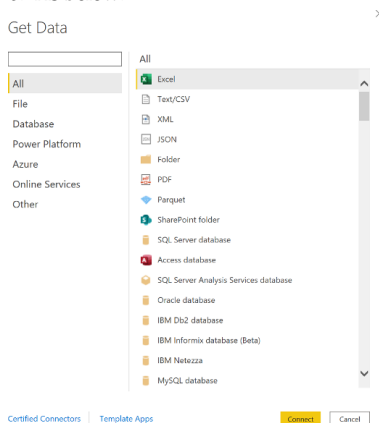 Get Data
All
File
Database
Power Platform
Azure
Online Services
Other
All
Excel
Text/CSV
XML
JSON
Folder
PDF
Parquet
SharePoint folder
SQL Server database
Access database
SQL Server Analysis Services database
Oracle database
IBM Db2 database
IBM Informix database (Beta)
IBM Netezza
MySQL database
Certified Connectors
Template Apps
Connect
Cancel